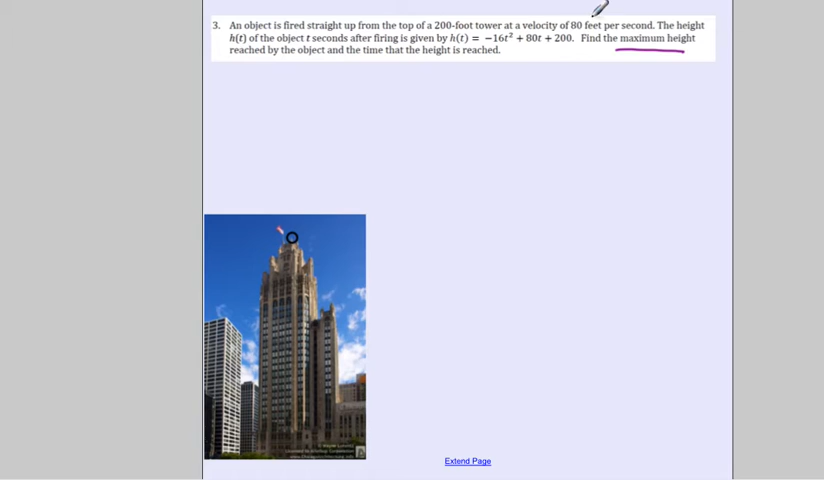 3. An object is fired straight up from the top of a 200-foot tower at a velocity of 80 feet per second. The height
h(t) of the object t seconds after firing is given by h(t) = −16t² + 80t + 200. Find the maximum height
reached by the object and the time that the height is reached.
Extend Page